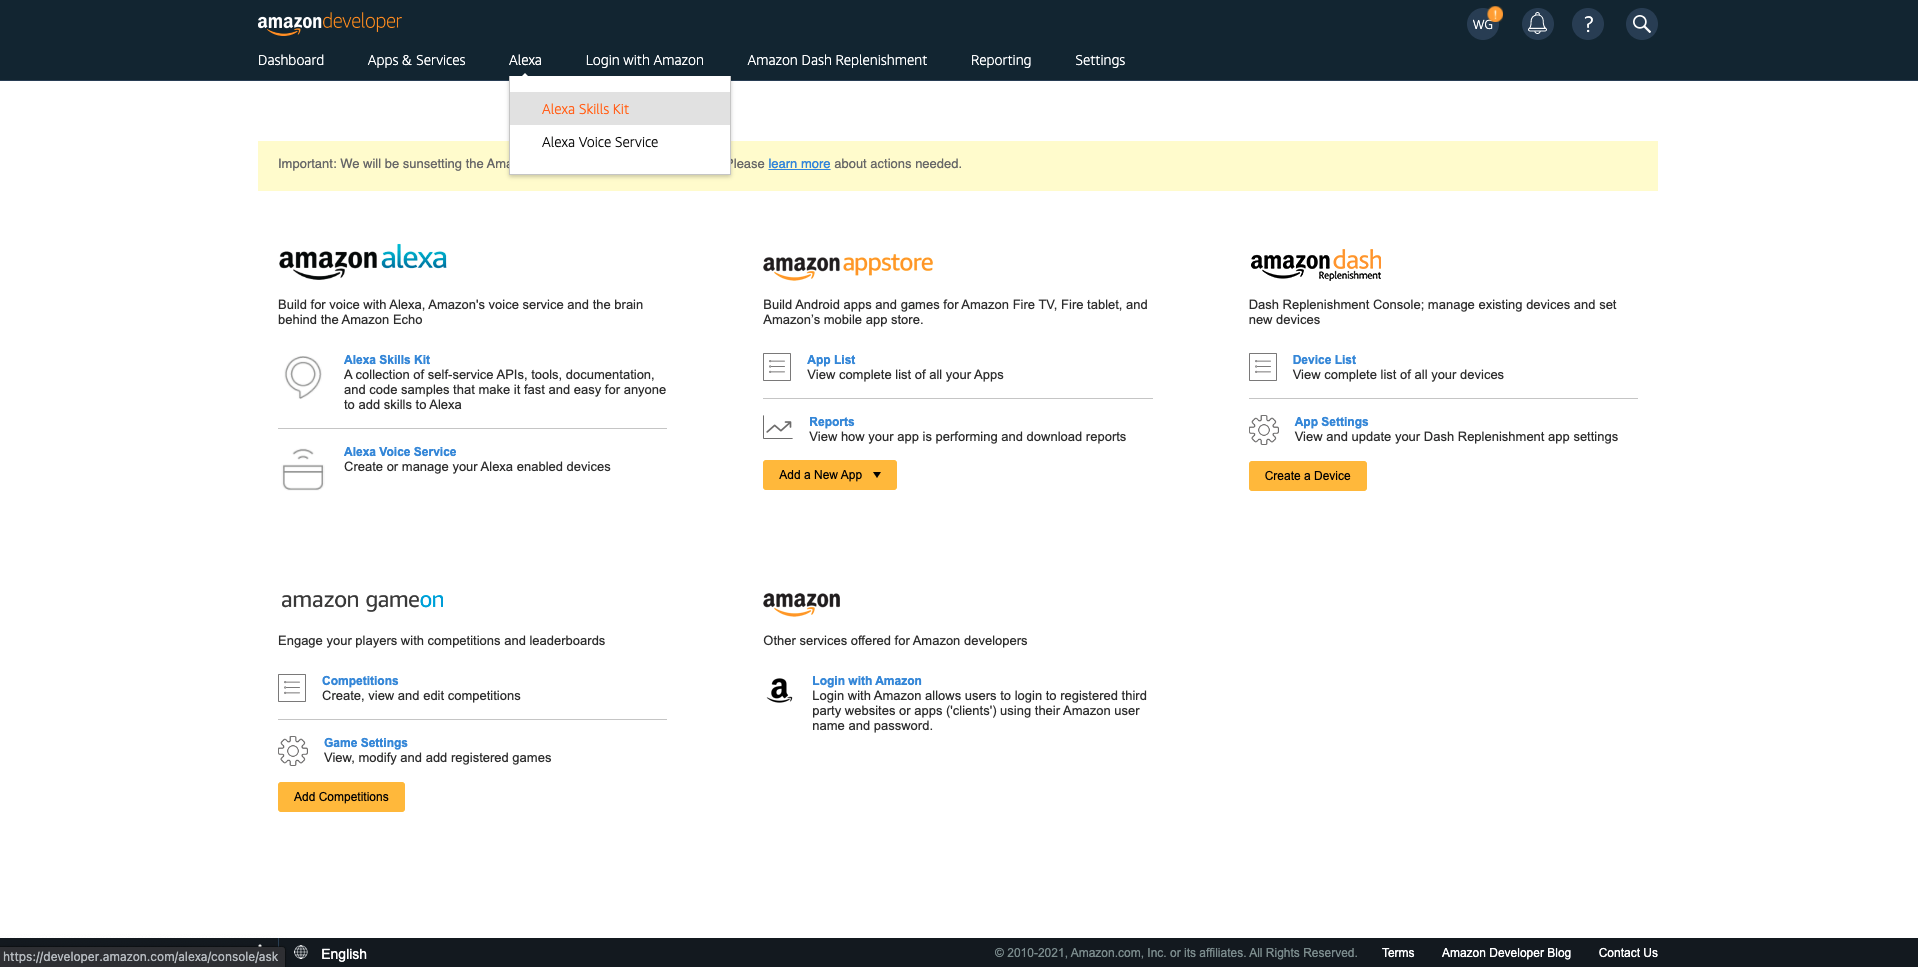 amazondeveloper
WG
!
?
Dashboard
Apps & Services
Alexa
Login with Amazon
Amazon Dash Replenishment
Reporting
Settings
Alexa Skills Kit
Alexa Voice Service
Important: We will be sunsetting the Please learn more about actions needed.
amazon alexa
Build for voice with Alexa, Amazon's voice service and the brain
behind the Amazon Echo
Alexa Skills Kit
A collection of self-service APIs, tools, documentation,
and code samples that make it fast and easy for anyone
to add skills to Alexa
Alexa Voice Service
Create or manage your Alexa enabled devices
amazon appstore
Build Android apps and games for Amazon Fire TV, Fire tablet, and
Amazon’s mobile app store.
App List
View complete list of all your Apps
Reports
View how your app is performing and download reports
Add a New App
amazon dash
Replenishment
Dash Replenishment Console; manage existing devices and set
new devices
Device List
View complete list of all your devices
App Settings
View and update your Dash Replenishment app settings
Create a Device
amazon gameon
Engage your players with competitions and leaderboards
Competitions
Create, view and edit competitions
Game Settings
View, modify and add registered games
Add Competitions
amazon
Other services offered for Amazon developers
a
Login with Amazon
Login with Amazon allows users to login to registered third
party websites or apps ('clients') using their Amazon user
name and password.
https://developer.amazon.com/alexa/console/ask
English
© 2010-2021, Amazon.com, Inc. or its affiliates. All Rights Reserved.
Terms
Amazon Developer Blog
Contact Us